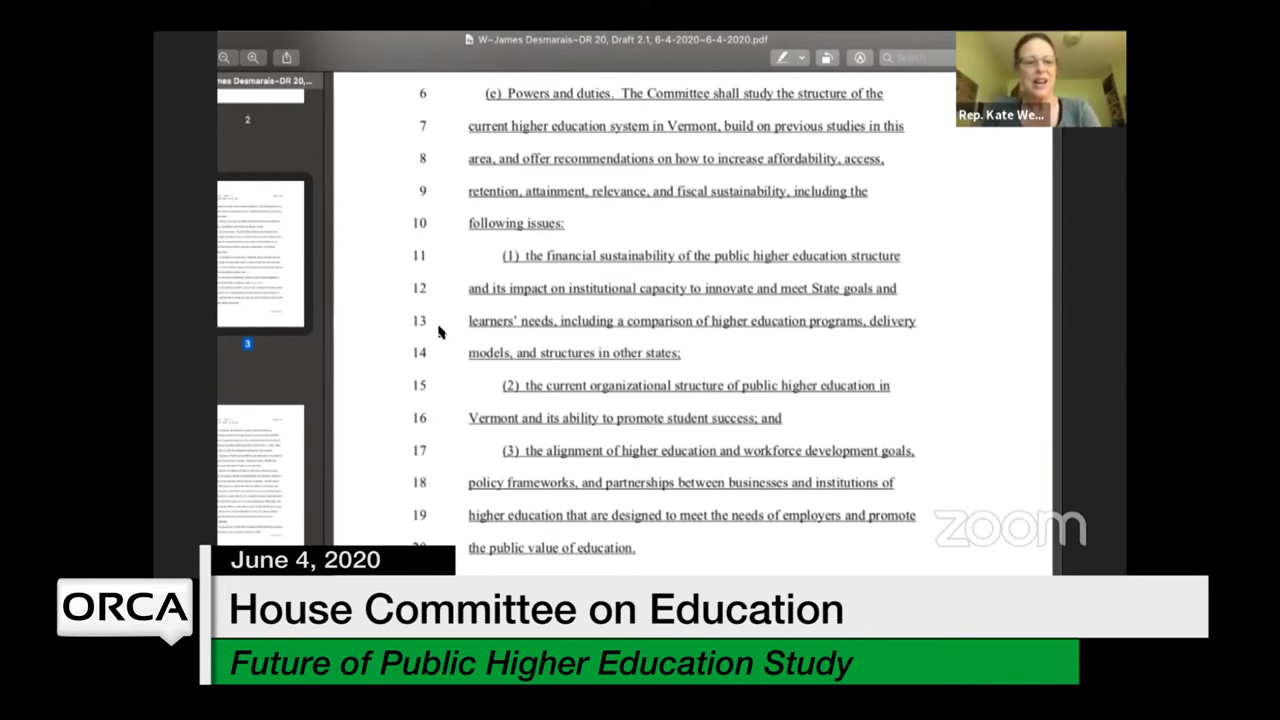 W~James Desmarais~DR 20, Draft 2.1, 6-4-2020~6-4-2020.pdf
Search
mes Desmarais~DR 20,...
2
3
Rep. Kate We...
6 (e) Powers and duties. The Committee shall study the structure of the
7 current higher education system in Vermont, build on previous studies in this
8 area, and offer recommendations on how to increase affordability, access,
9 retention, attainment, relevance, and fiscal sustainability, including the
10 following issues:
11 (1) the financial sustainability of the public higher education structure
12 and its impact on institutional capacity to innovate and meet State goals and
13 learners' needs, including a comparison of higher education programs, delivery
14 models, and structures in other states;
15 (2) the current organizational structure of public higher education in
16 Vermont and its ability to promote student success; and
17 (3) the alignment of higher education and workforce development goals,
18 policy frameworks, and partnerships between businesses and institutions of
19 higher education that are designed to meet the needs of employers and promote
20 the public value of education.
zoom
June 4, 2020
ORCA
House Committee on Education
Future of Public Higher Education Study